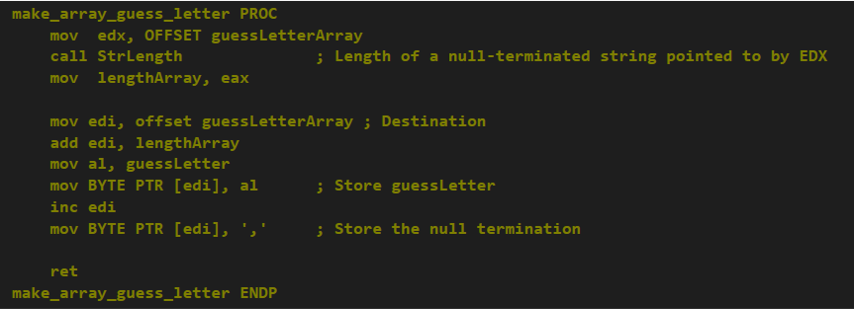 make_array_guess_letter PROC
    mov  edx, OFFSET guessLetterArray
    call StrLength              ; Length of a null-terminated string pointed to by EDX
    mov  lengthArray, eax

    mov edi, offset guessLetterArray ; Destination
    add edi, lengthArray
    mov al, guessLetter
    mov BYTE PTR [edi], al      ; Store guessLetter
    inc edi
    mov BYTE PTR [edi], ','     ; Store the null termination

    ret
make_array_guess_letter ENDP